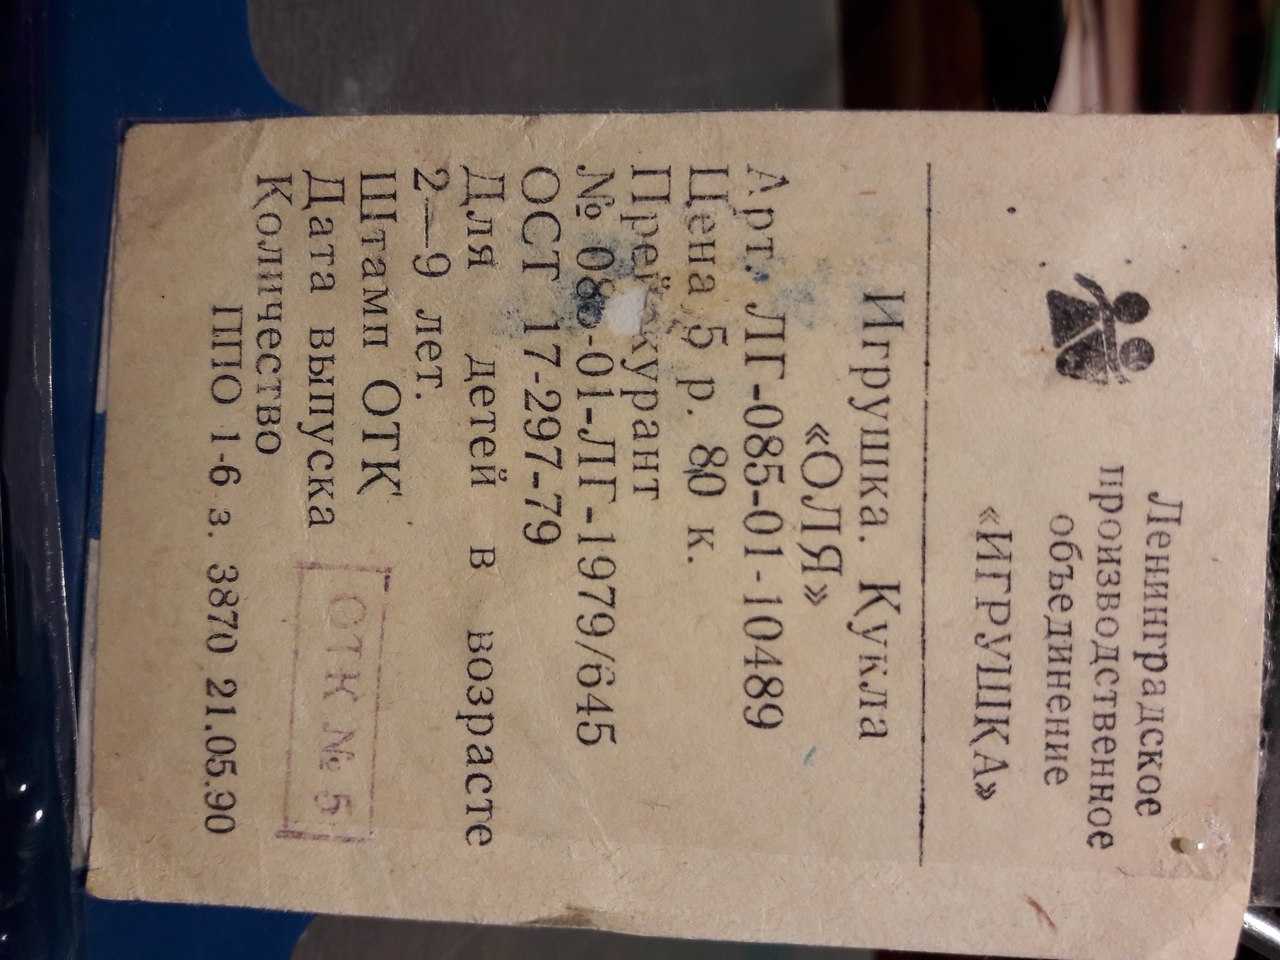 Ленинградское
производственное
объединение
«ИГРУШКА»
Игрушка. Кукла
«ОЛЯ»
Арт. ЛГ-085-01-10489
Цена 5 р. 80 к.
Прейскурант
№ 085-01-ЛГ-1979/645
ОСТ 17-297-79
Для детей в возрасте
2—9 лет.
Штамп ОТК
Дата выпуска
Количество
ОТК № 5
ППО 1-6 з. 3870 21.05.90